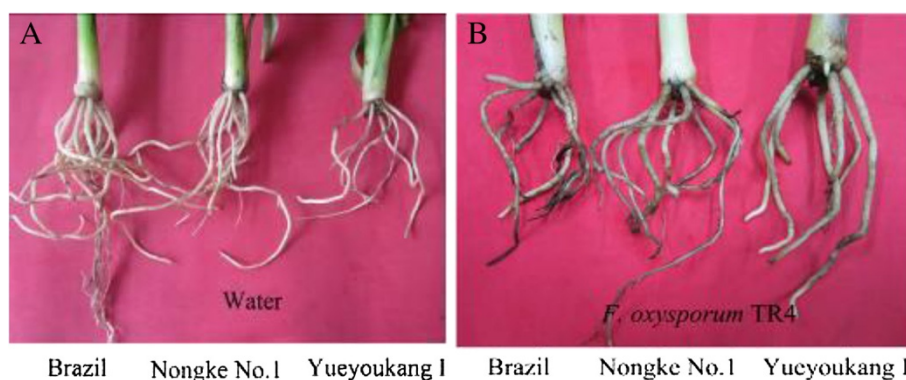 A
B
Water
F. oxysporum TR4
Brazil Nongke No.1 Yueyoukang I
Brazil Nongke No.1 Yueyoukang I